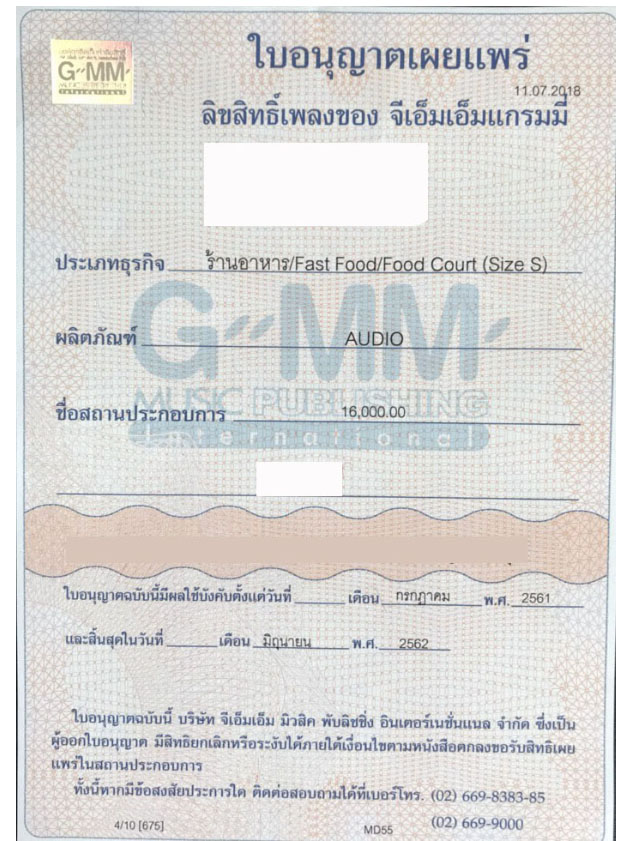 ใบอนุญาตเผยแพร่
11.07.2018
G MM
MUSIC PUBLISHING
International
ลิขสิทธิ์เพลงของ จีเอ็มเอ็มแกรมมี่
ประเภทธุรกิจ ร้านอาหาร/Fast Food/Food Court (Size S)
ผลิตภัณฑ์ AUDIO
G MM
MUSIC PUBLISHING
International
ชื่อสถานประกอบการ 16,000.00
ใบอนุญาตฉบับนี้มีผลใช้บังคับตั้งแต่วันที่ เดือน กรกฎาคม พ.ศ. 2561
และสิ้นสุดในวันที่ เดือน มิถุนายน พ.ศ. 2562
ใบอนุญาตฉบับนี้ บริษัท จีเอ็มเอ็ม มิวสิค พับลิชชิ่ง อินเตอร์เนชั่นแนล จำกัด ซึ่งเป็น
ผู้ออกใบอนุญาต มีสิทธิยกเลิกหรือระงับได้ภายใต้เงื่อนไขตามหนังสือตกลงขอรับสิทธิเผย
แพร่ในสถานประกอบการ
ทั้งนี้หากมีข้อสงสัยประการใด ติดต่อสอบถามได้ที่เบอร์โทร. (02) 669-8383-85
(02) 669-9000
4/10 [675]
MD55